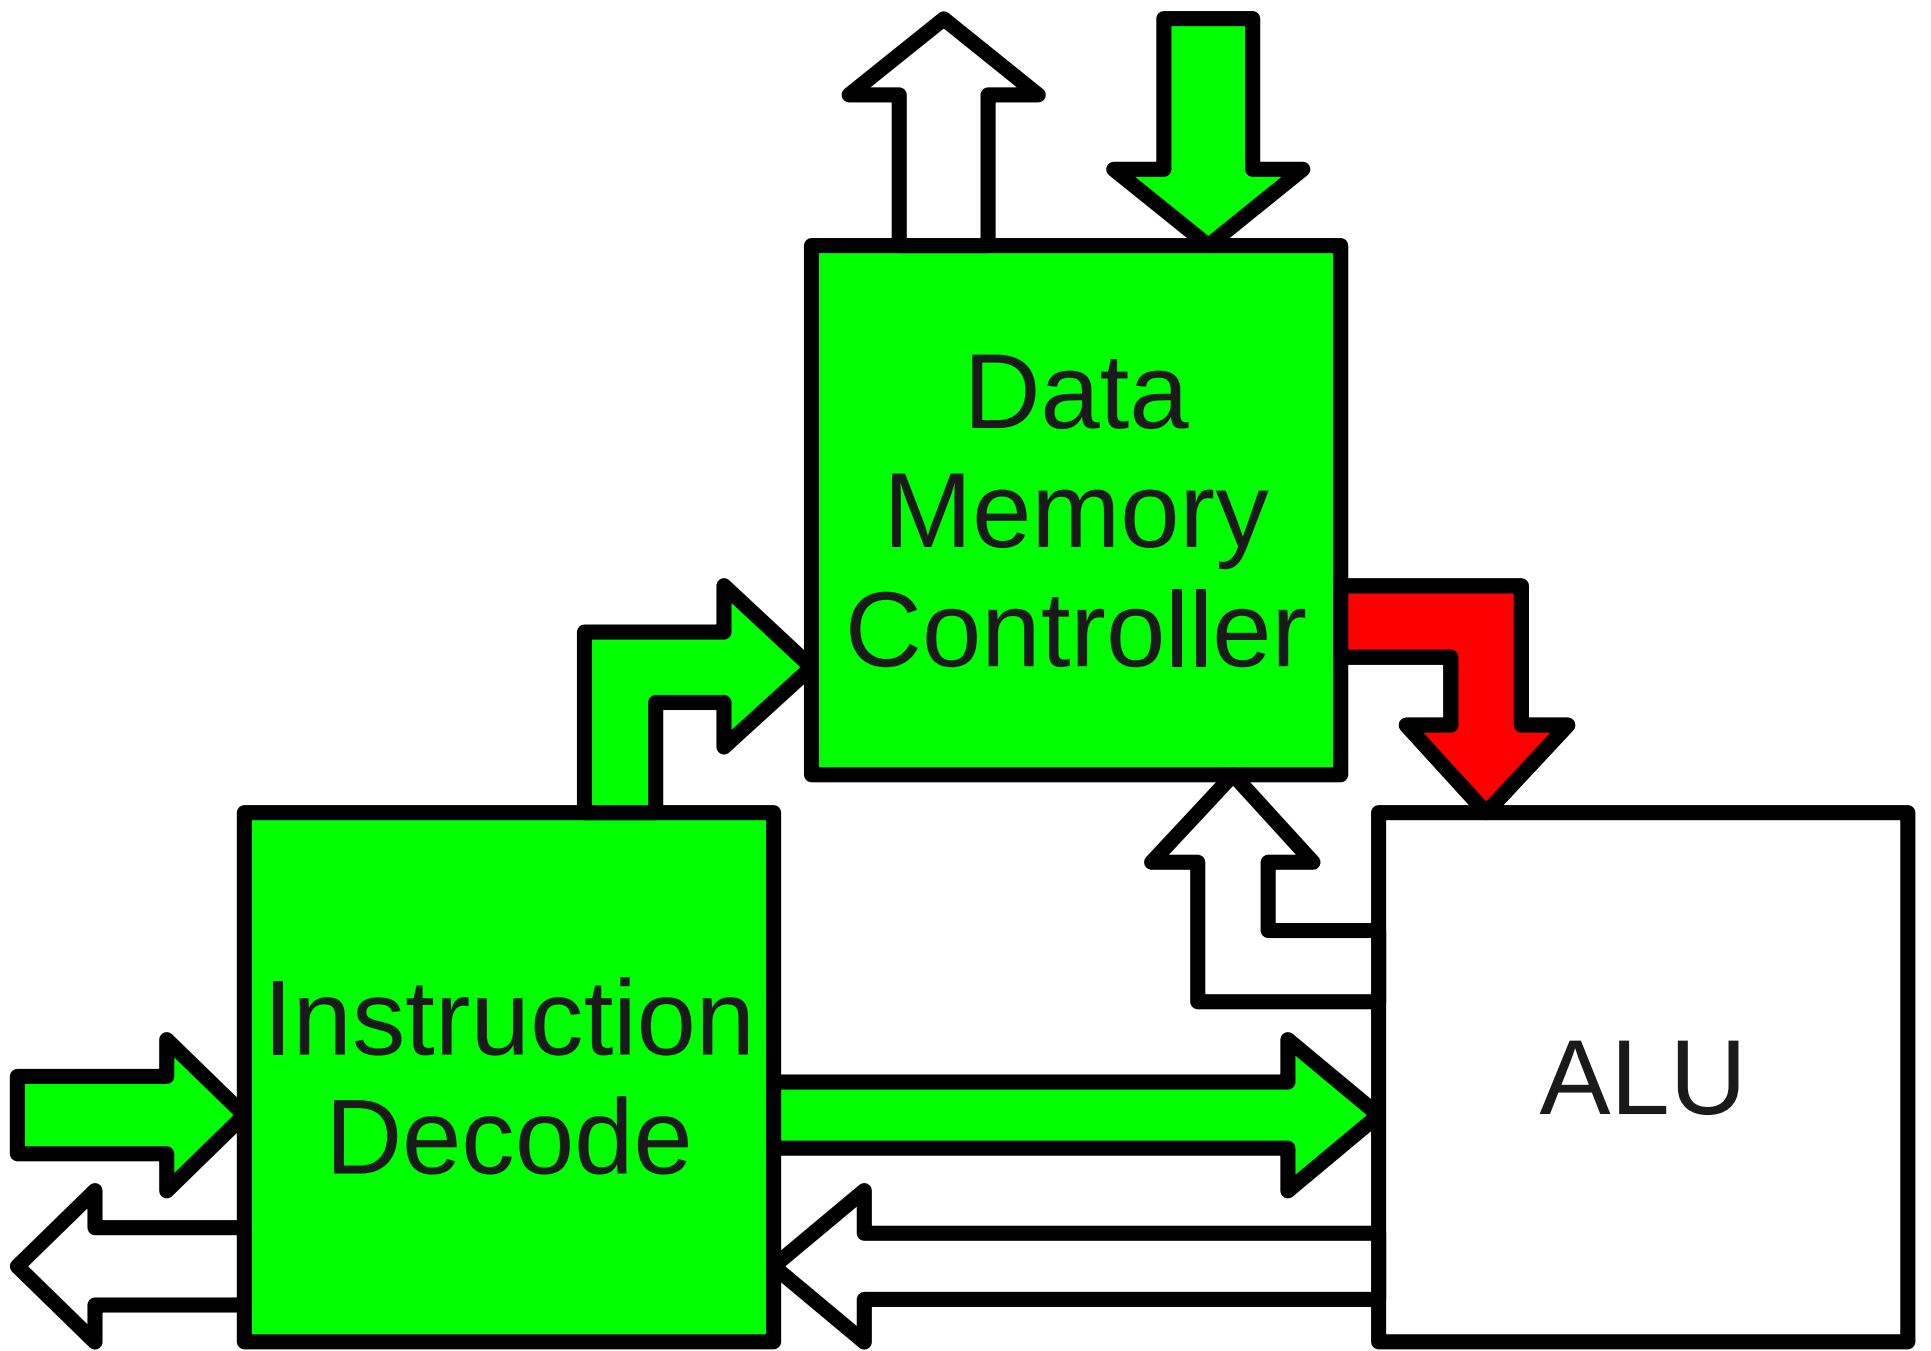 Data
Memory
Controller
Instruction
Decode
ALU